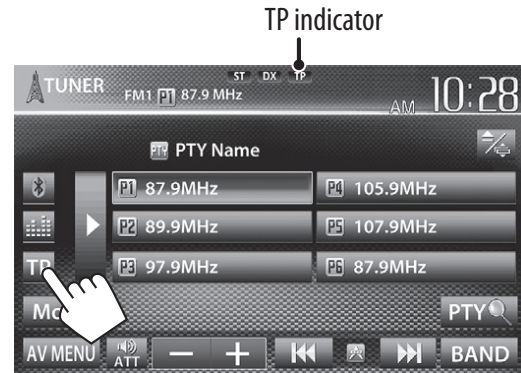 TP indicator
TUNER
ST DX TP
FM1 P1 87.9 MHz
AM 10:28
PTY PTY Name
P1 87.9MHz
P4 105.9MHz
P2 89.9MHz
P5 107.9MHz
TP
P3 97.9MHz
P6 87.9MHz
PTY
AV MENU
ATT
BAND